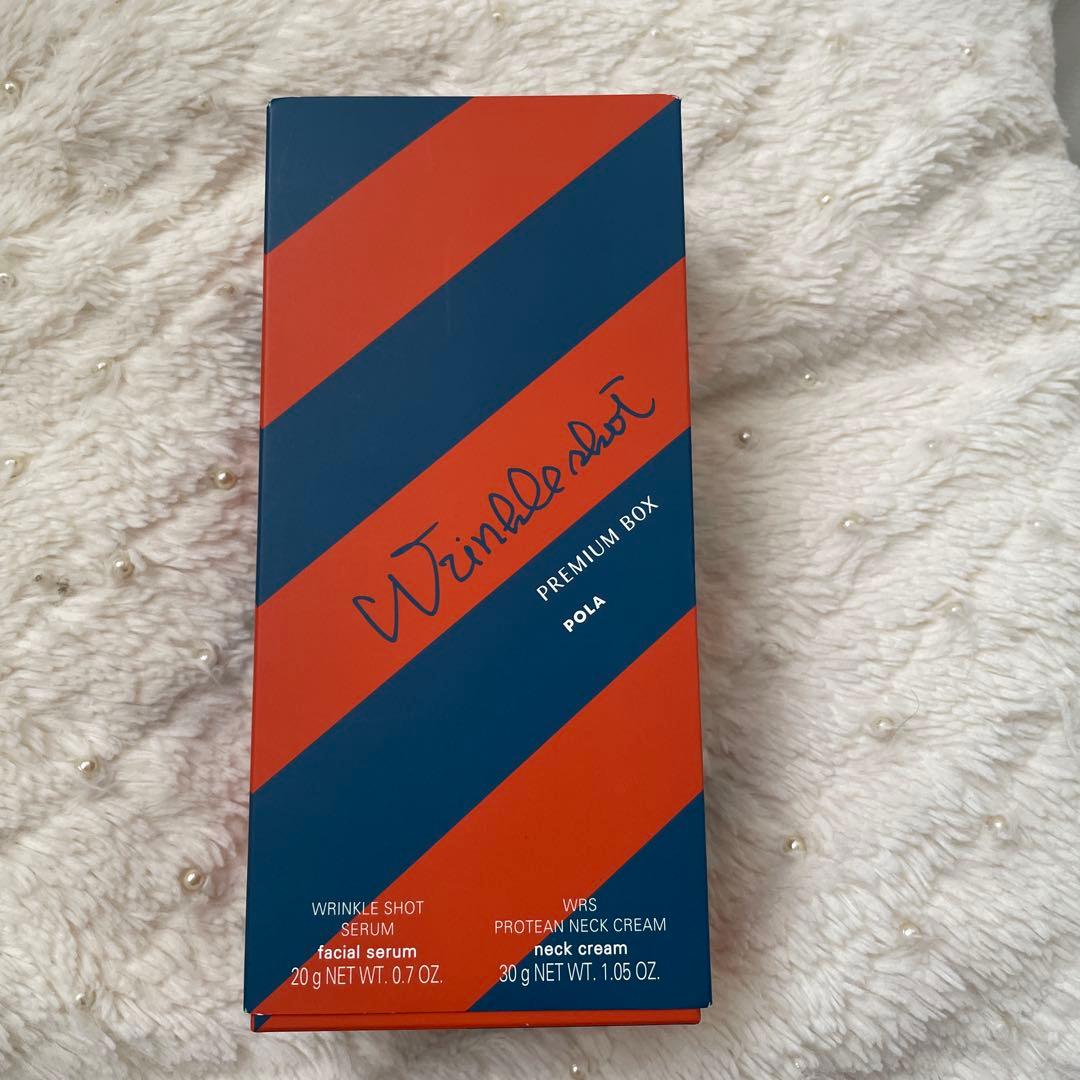 Wrinkle shot
PREMIUM BOX
POLA
WRINKLE SHOT
SERUM
facial serum
20 g NET WT. 0.7 OZ.
WRS
PROTEAN NECK CREAM
neck cream
30 g NET WT. 1.05 OZ.